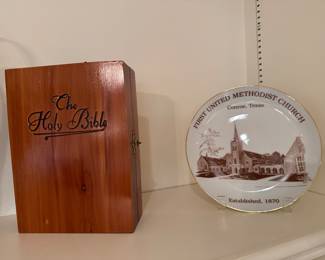 The
Holy Bible
FIRST UNITED METHODIST CHURCH
Conroe, Texas
Established, 1870